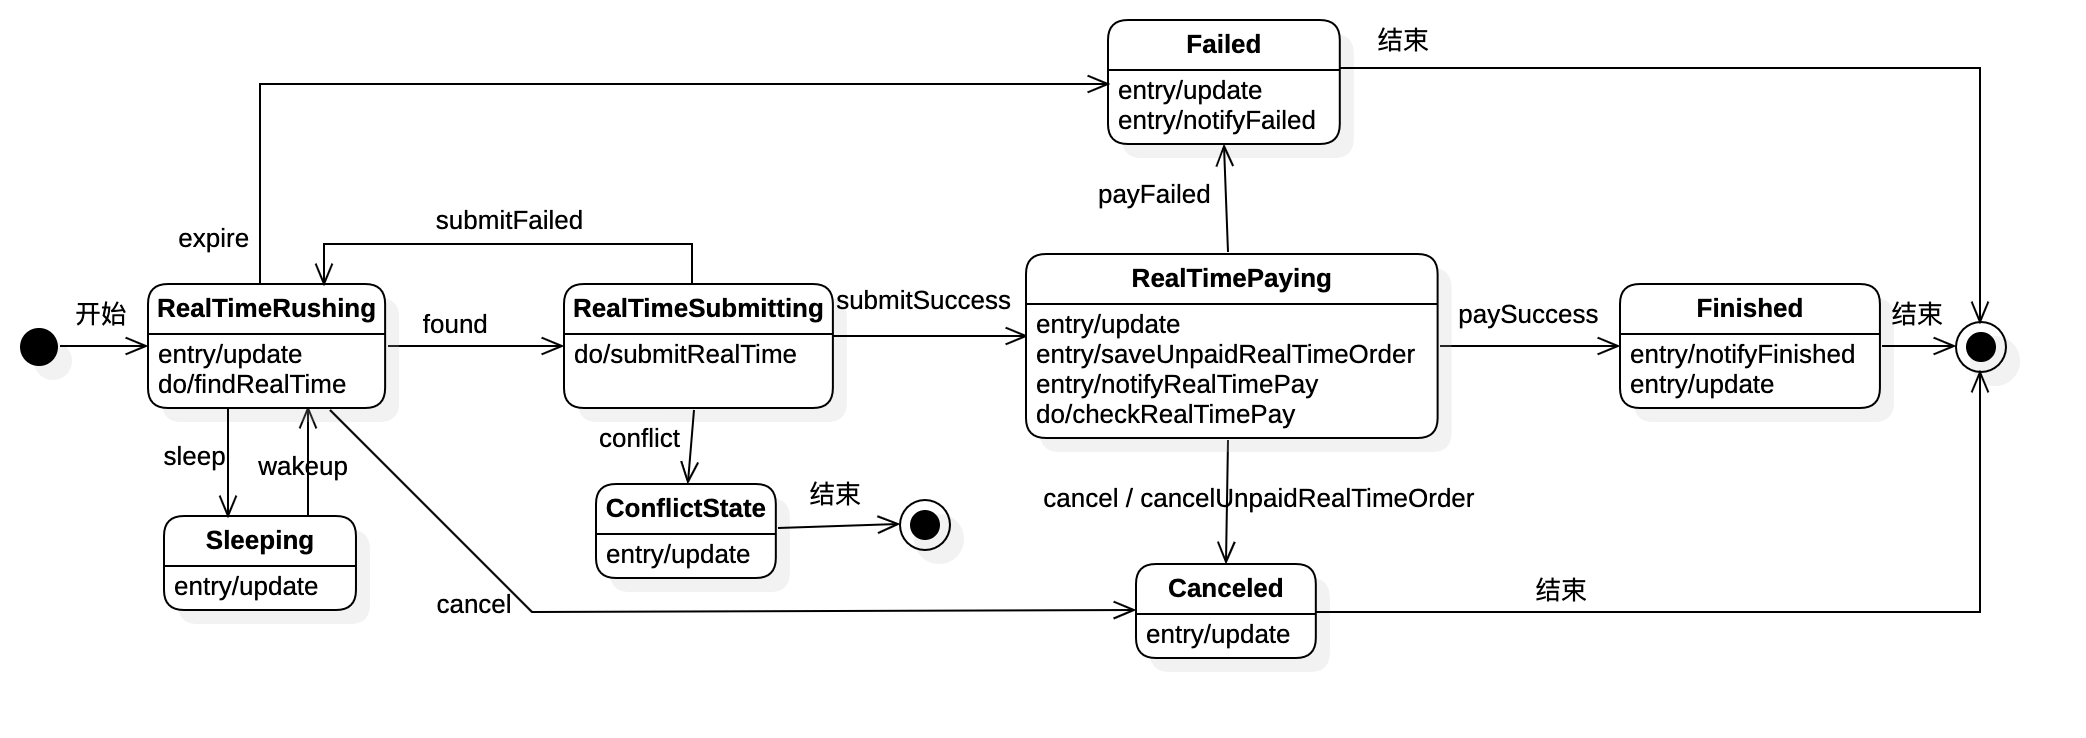 Failed
entry/update
entry/notifyFailed
结束
payFailed
expire
submitFailed
开始
RealTimeRushing
entry/update
do/findRealTime
found
RealTimeSubmitting
do/submitRealTime
submitSuccess
RealTimePaying
entry/update
entry/saveUnpaidRealTimeOrder
entry/notifyRealTimePay
do/checkRealTimePay
paySuccess
Finished
entry/notifyFinished
entry/update
结束
sleep
wakeup
conflict
Sleeping
entry/update
ConflictState
entry/update
结束
cancel / cancelUnpaidRealTimeOrder
cancel
Canceled
entry/update
结束